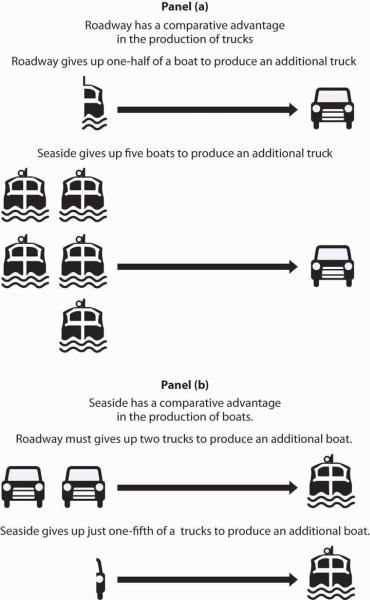 Panel (a)
Roadway has a comparative advantage
in the production of trucks
Roadway gives up one-half of a boat to produce an additional truck
Seaside gives up five boats to produce an additional truck
Panel (b)
Seaside has a comparative advantage
in the production of boats.
Roadway must gives up two trucks to produce an additional boat.
Seaside gives up just one-fifth of a trucks to produce an additional boat.